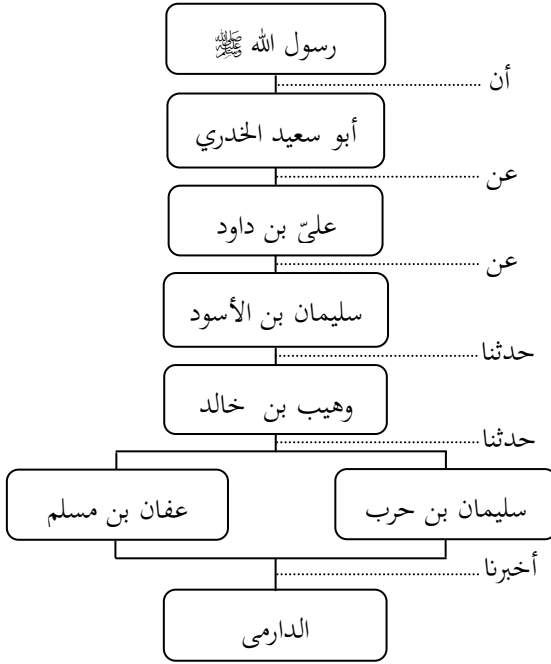 رسول الله ﷺ
أن
أبو سعيد الخدري
عن
عليّ بن داود
عن
سليمان بن الأسود
حدثنا
وهيب بن خالد
حدثنا
سليمان بن حرب
عفان بن مسلم
أخبرنا
الدارمى